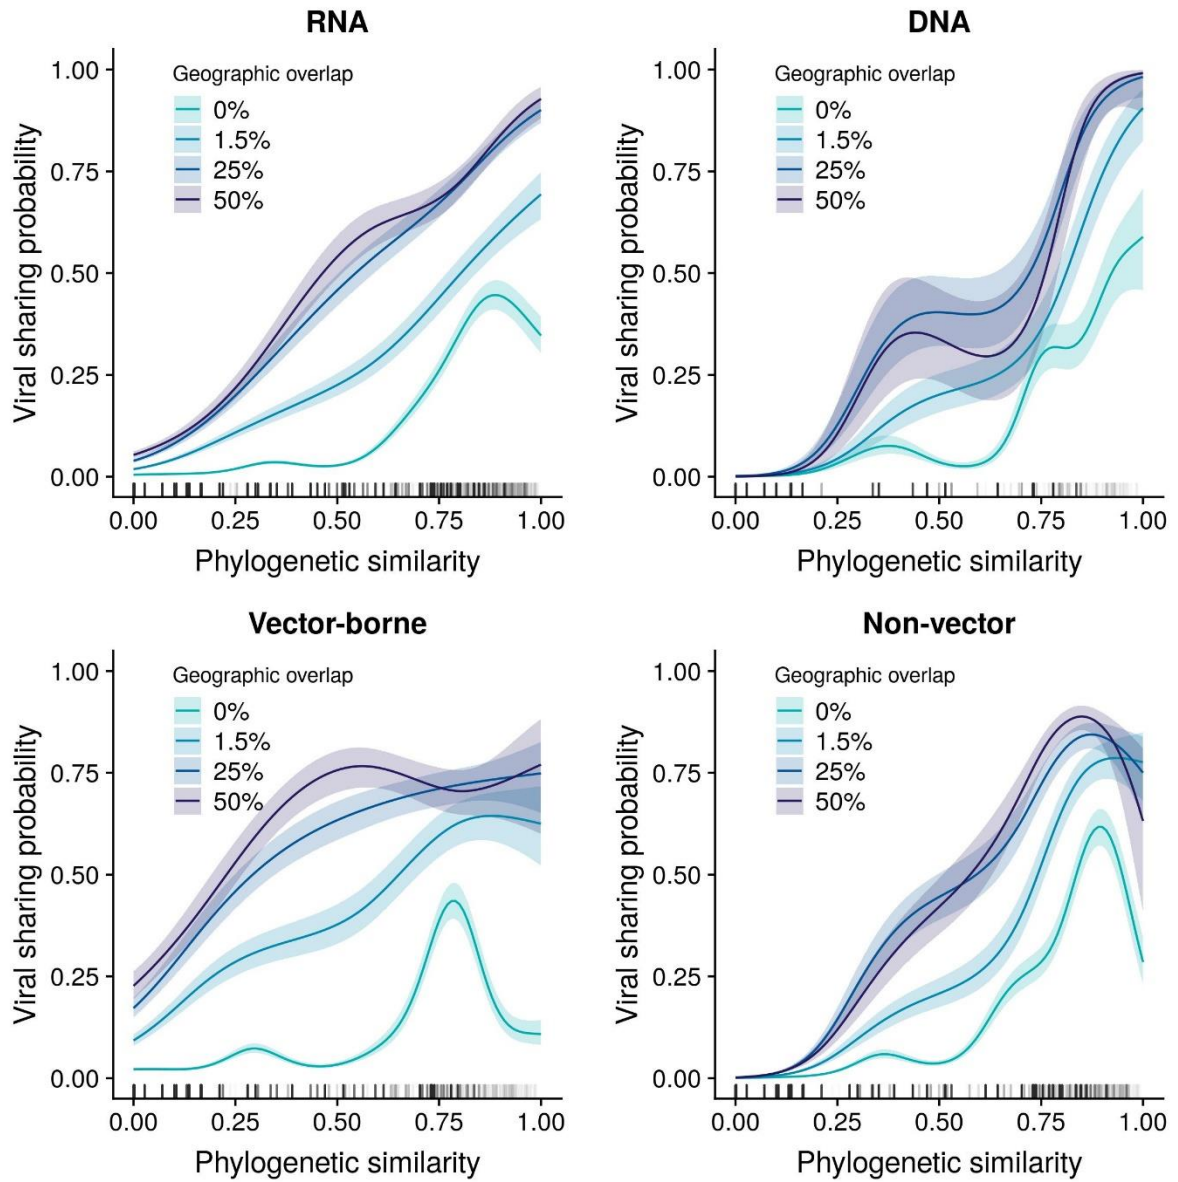 RNA
Viral sharing probability
1.00
0.75
0.50
0.25
0.00
Geographic overlap
0%
1.5%
25%
50%
0.00 0.25 0.50 0.75 1.00
Phylogenetic similarity
DNA
Viral sharing probability
1.00
0.75
0.50
0.25
0.00
Geographic overlap
0%
1.5%
25%
50%
0.00 0.25 0.50 0.75 1.00
Phylogenetic similarity
Vector-borne
Viral sharing probability
1.00
0.75
0.50
0.25
0.00
Geographic overlap
0%
1.5%
25%
50%
0.00 0.25 0.50 0.75 1.00
Phylogenetic similarity
Non-vector
Viral sharing probability
1.00
0.75
0.50
0.25
0.00
Geographic overlap
0%
1.5%
25%
50%
0.00 0.25 0.50 0.75 1.00
Phylogenetic similarity